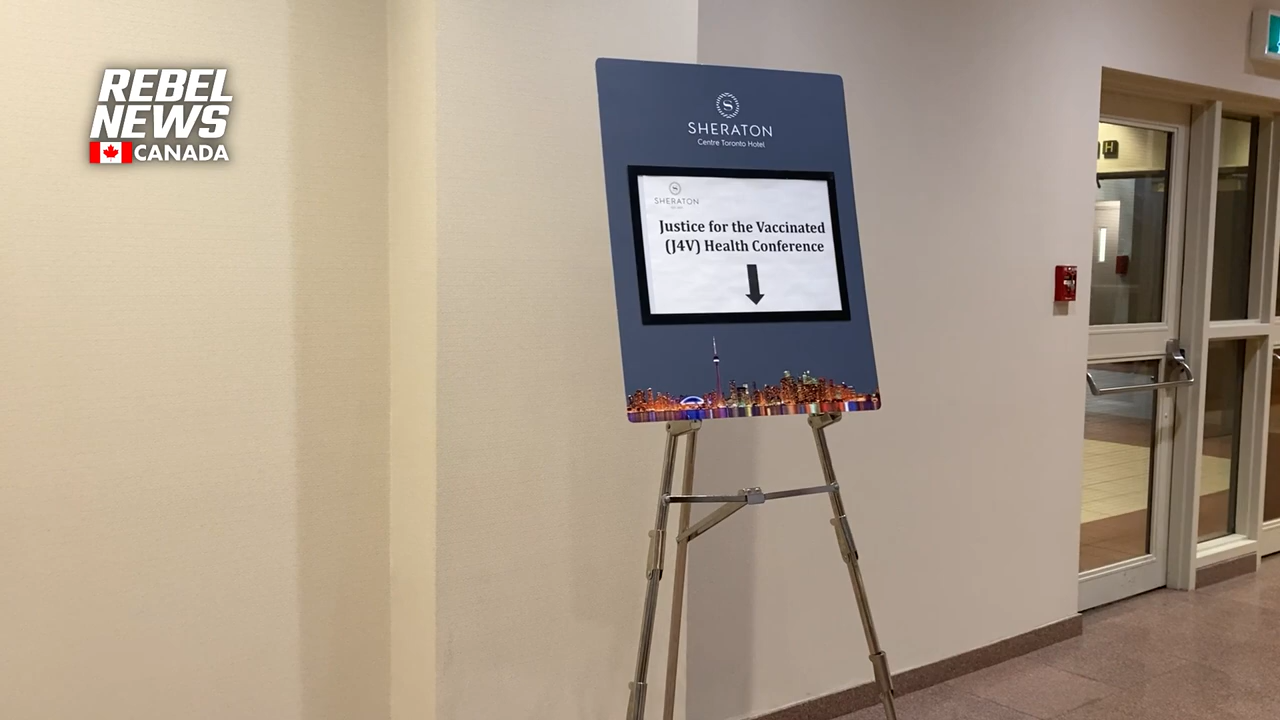 REBEL
NEWS
CANADA
SHERATON
Centre Toronto Hotel
SHERATON
Justice for the Vaccinated
(J4V) Health Conference